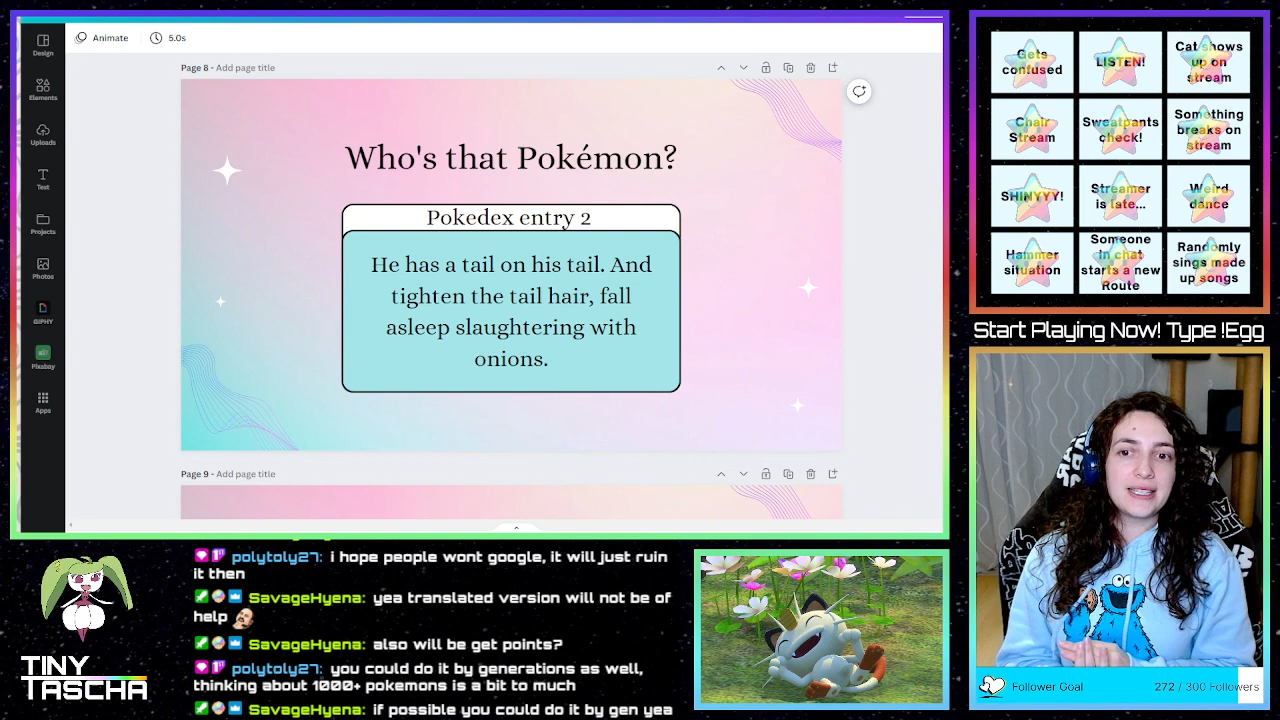 Animate
5.0s
Design
Elements
Uploads
Text
Projects
Photos
GIPHY
Pixabay
Apps
Page 8 - Add page title
Who's that Pokémon?
Pokedex entry 2
He has a tail on his tail. And
tighten the tail hair, fall
asleep slaughtering with
onions.
Page 9 - Add page title
Gets
confused
LISTEN!
Cat shows
up on
stream
Chair
Stream
Sweatpants
check!
Something
breaks on
stream
SHINYYY!
Streamer
is late...
Weird
dance
Hammer
situation
Someone
in chat
starts a new
Route
Randomly
sings made
up songs
Start Playing Now! Type !Egg
polytoly27: i hope people wont google, it will just ruin
it then
SavageHyena: yea translated version will not be of
help
SavageHyena: also will be get points?
polytoly27: you could do it by generations as well,
thinking about 1000+ pokemons is a bit to much
SavageHyena: if possible you could do it by gen yea
TINY
TASCHA
Follower Goal
272 / 300 Followers